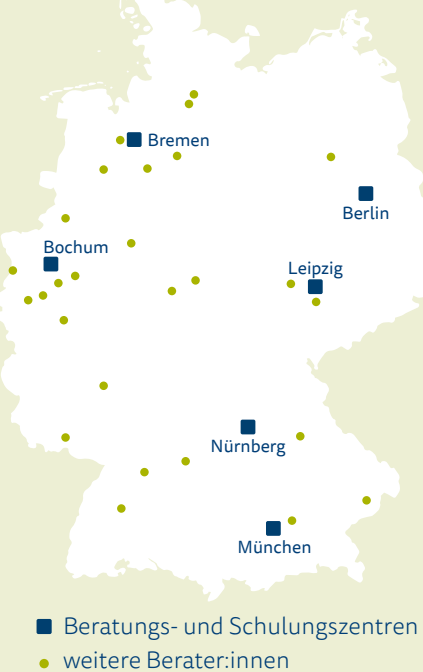 Bremen
Berlin
Bochum
Leipzig
Nürnberg
München
Beratungs- und Schulungszentren
weitere Berater:innen